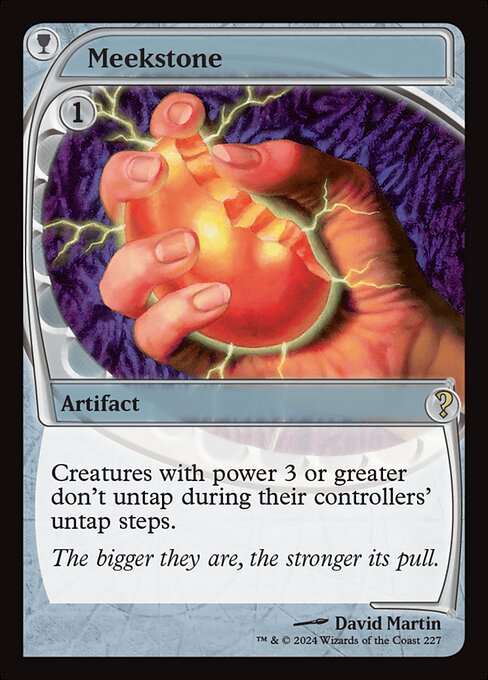 Meekstone
1
Artifact
?
Creatures with power 3 or greater
don't untap during their controllers'
untap steps.
The bigger they are, the stronger its pull.
David Martin
™ & © 2024 Wizards of the Coast 227